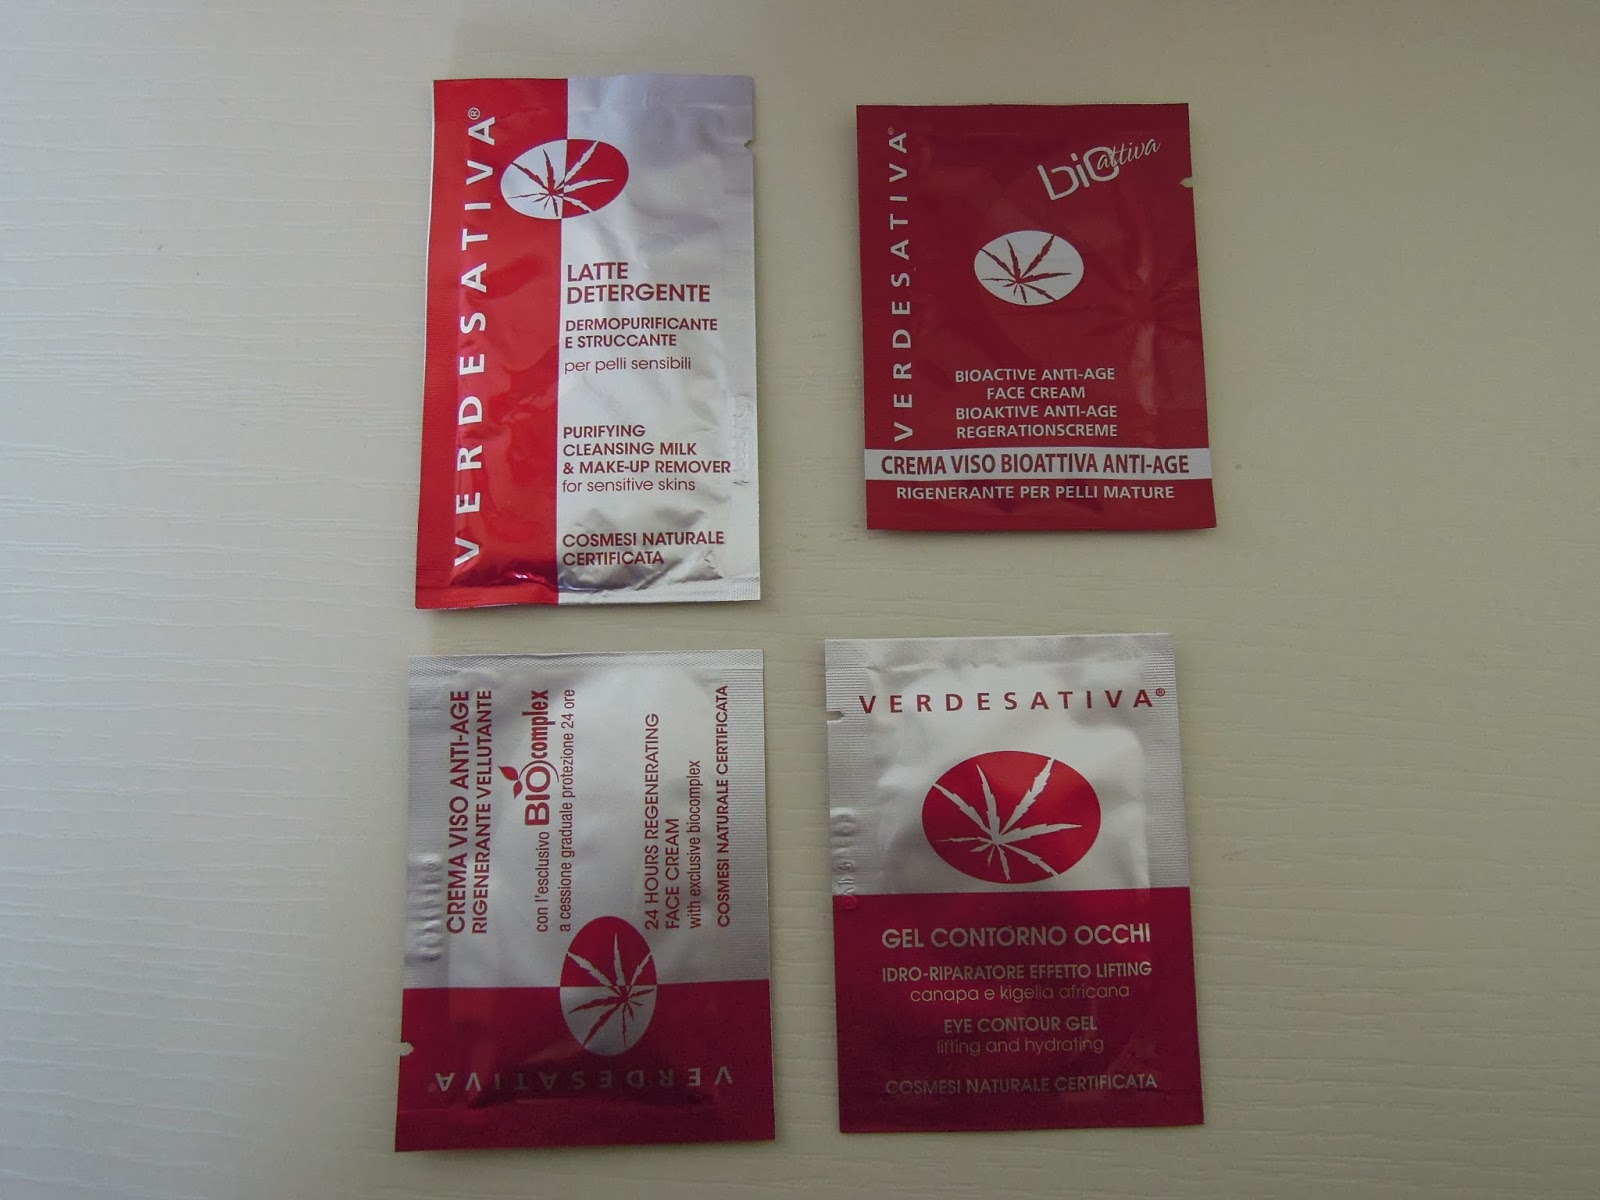 VERDESATIVA®
LATTE
DETERGENTE
DERMOPURIFICANTE
E STRUCCANTE
per pelli sensibili
PURIFYING
CLEANSING MILK
& MAKE-UP REMOVER
for sensitive skins
COSMESI NATURALE
CERTIFICATA
VERDESATIVA®
bio attiva
BIOACTIVE ANTI-AGE
FACE CREAM
BIOAKTIVE ANTI-AGE
REGERATIONSCREME
CREMA VISO BIOATTIVA ANTI-AGE
RIGENERANTE PER PELLI MATURE
CREMA VISO ANTI-AGE
RIGENERANTE VELLUTANTE
con l'esclusivo BIOcomplex
a cessione graduale protezione 24 ore
24 HOURS REGENERATING
FACE CREAM
with exclusive biocomplex
COSMESI NATURALE CERTIFICATA
VERDESATIVA
VERDESATIVA®
GEL CONTORNO OCCHI
IDRO-RIPARATORE EFFETTO LIFTING
canapa e kigelia africana
EYE CONTOUR GEL
lifting and hydrating
COSMESI NATURALE CERTIFICATA